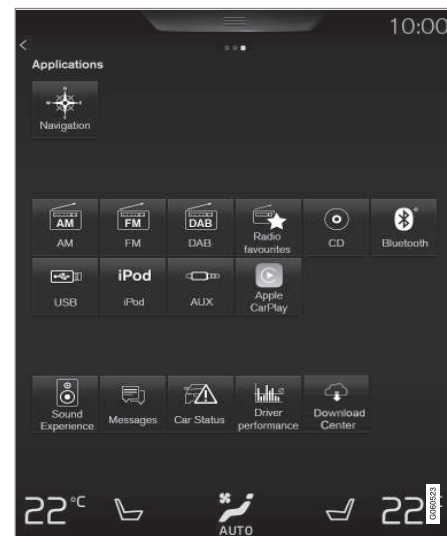 10:00
Applications
N
Navigation
AM FM DAB
AM FM DAB Radio favourites CD Bluetooth
iPod
USB iPod AUX Apple CarPlay
Sound Experience Messages Car Status Driver performance Download Center
22°C 22
AUTO
G060523